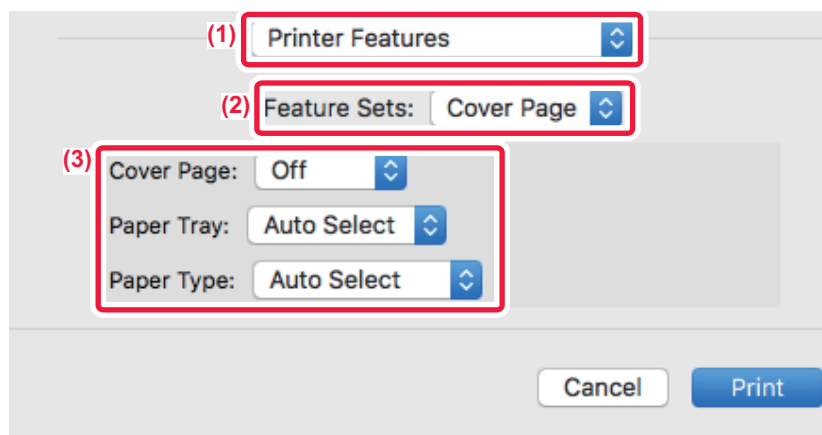 (1) Printer Features
(2) Feature Sets: Cover Page
(3) Cover Page: Off
Paper Tray: Auto Select
Paper Type: Auto Select
Cancel Print